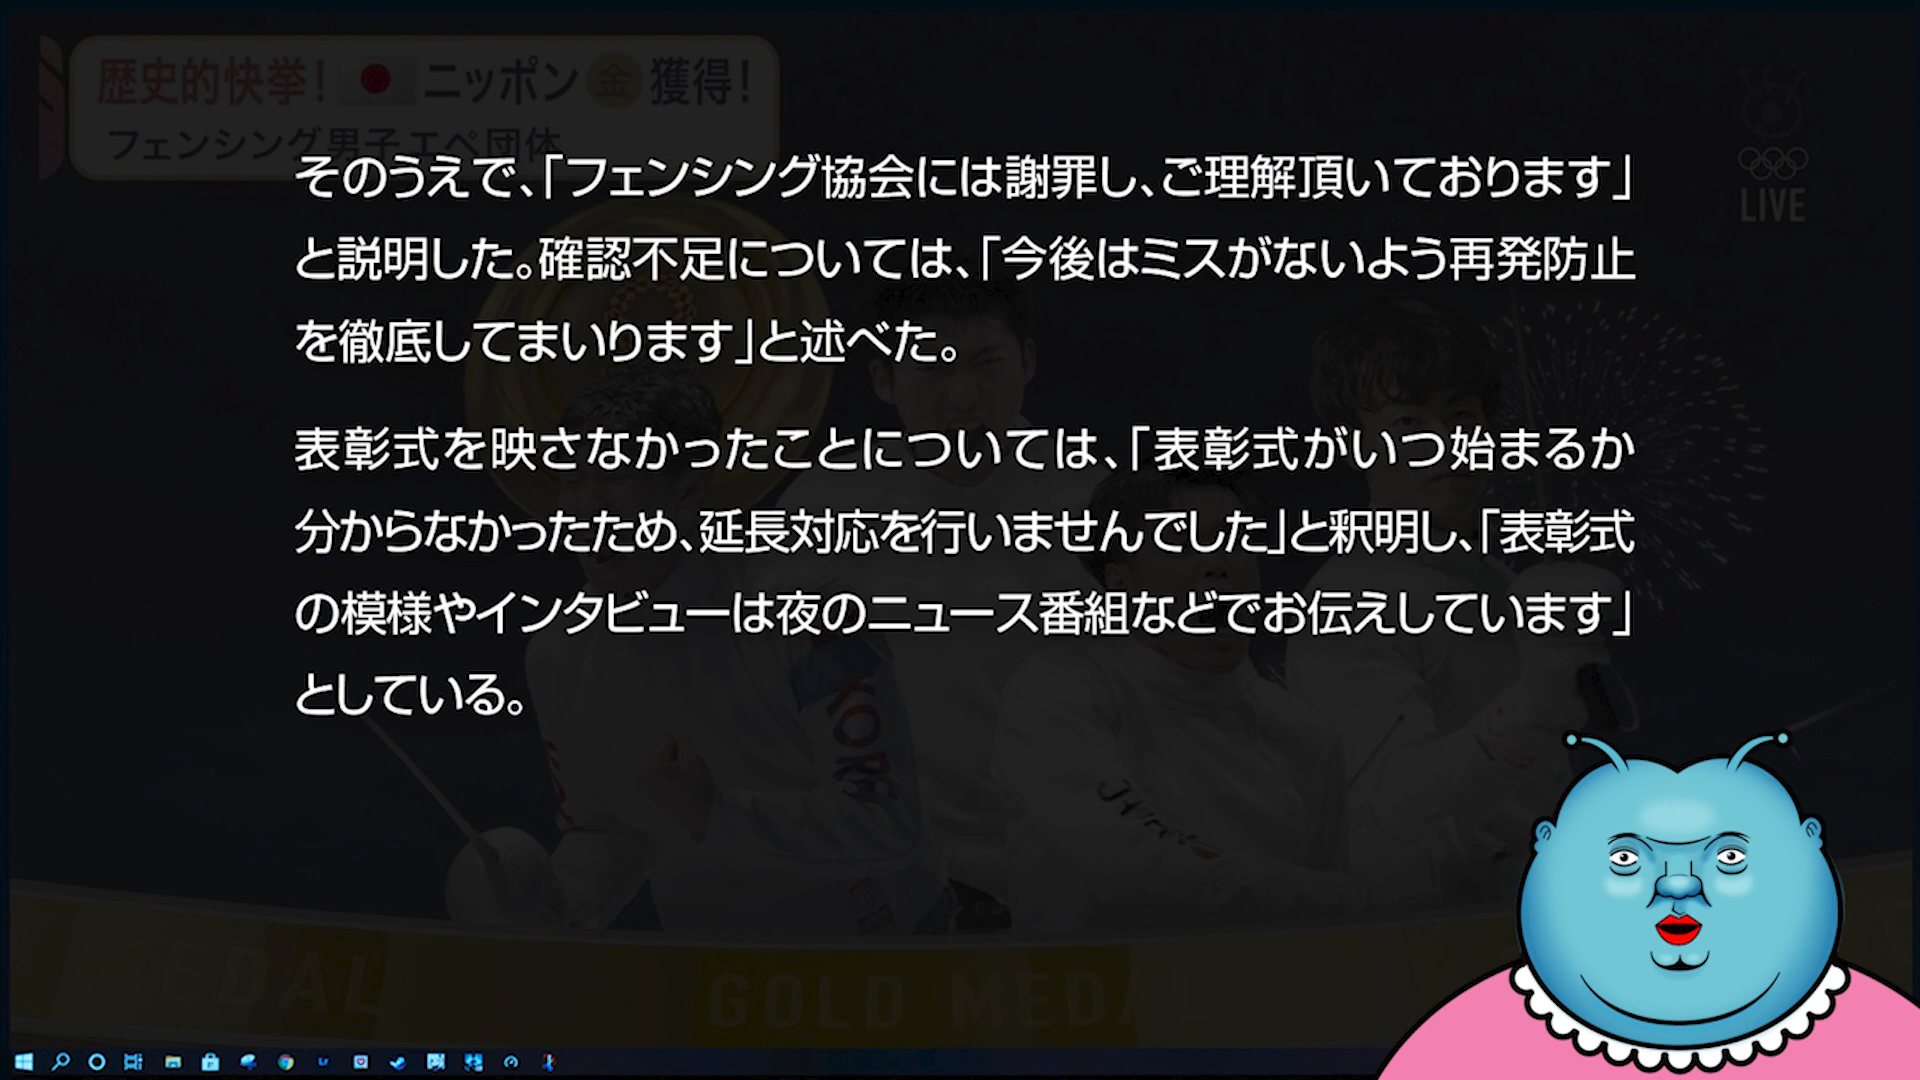 歴史的快挙！ニッポン金獲得！
フェンシング男子エペ団体
LIVE
そのうえで、「フェンシング協会には謝罪し、ご理解頂いております」
と説明した。確認不足については、「今後はミスがないよう再発防止
を徹底してまいります」と述べた。
表彰式を映さなかったことについては、「表彰式がいつ始まるか
分からなかったため、延長対応を行いませんでした」と釈明し、「表彰式
の模様やインタビューは夜のニュース番組などでお伝えしています」
としている。
KOR
MEDAL
GOLD MEDA